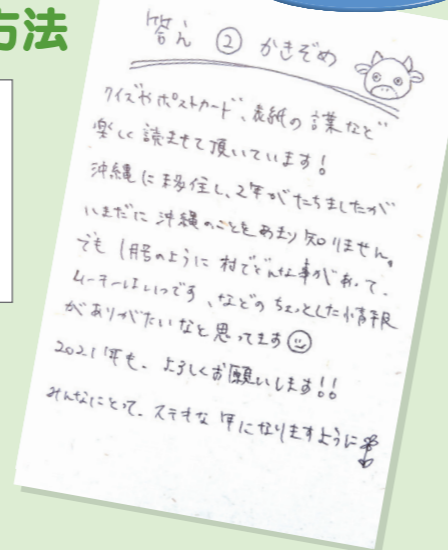 方法
答え ② かきぞめ
クイズやポストカード、表紙の言葉など
楽しく読ませて頂いています!
沖縄に移住し、2年がたちましたが
いまだに沖縄のことをあまり知りません。
でも1月号のように村でどんな事があって、
ムーチーはいつです、などのちょっとした情報
がありがたいなと思ってます
2021年も、よろしくお願いします!!
みんなにとって、ステキな年になりますように